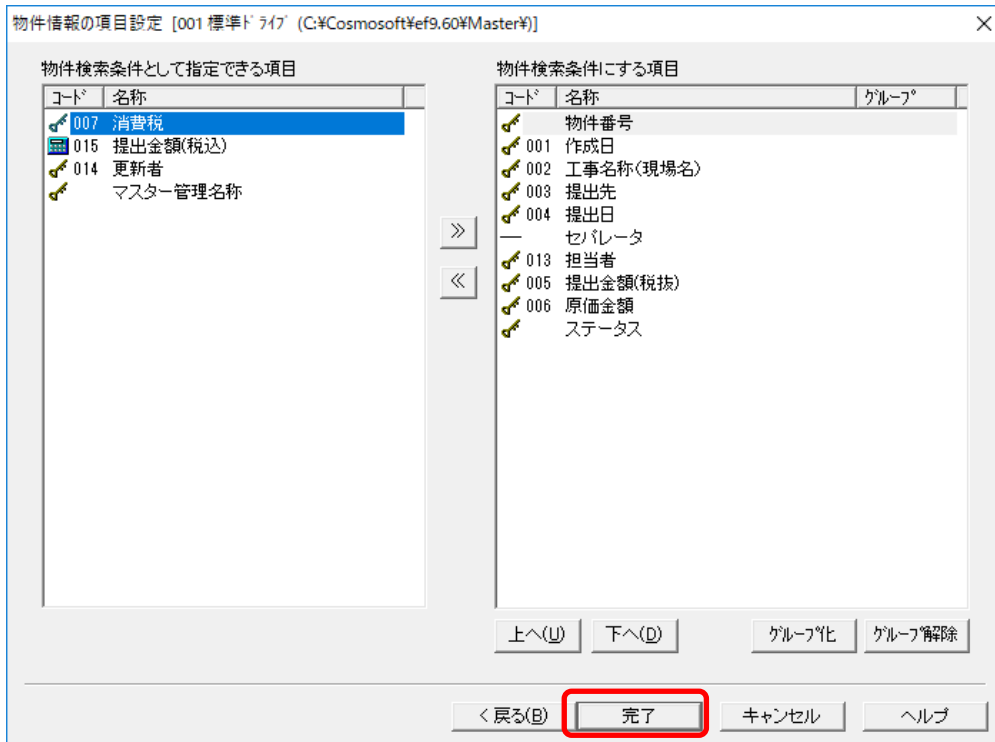 物件情報の項目設定 [001 標準ﾄﾞﾗｲﾌﾞ (C:¥Cosmosoft¥ef9.60¥Master¥)]
物件検索条件として指定できる項目
ｺｰﾄﾞ 名称
007 消費税
015 提出金額(税込)
014 更新者
マスター管理名称
≫
≪
物件検索条件にする項目
ｺｰﾄﾞ 名称 ｸﾞﾙｰﾌﾟ
物件番号
001 作成日
002 工事名称(現場名)
003 提出先
004 提出日
── セパレータ
013 担当者
005 提出金額(税抜)
006 原価金額
ステータス
上へ(U) 下へ(D) ｸﾞﾙｰﾌﾟ化 ｸﾞﾙｰﾌﾟ解除
< 戻る(B) 完了 キャンセル ヘルプ